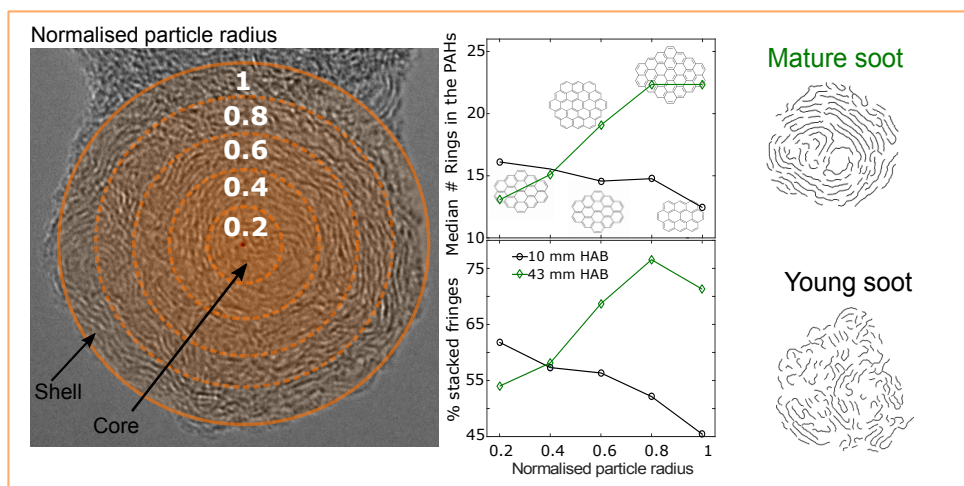 Normalised particle radius
1
0.8
0.6
0.4
0.2
Shell
Core
Median # Rings in the PAHs
25
20
15
10
% stacked fringes
10 mm HAB
43 mm HAB
75
65
55
45
0.2 0.4 0.6 0.8 1
Normalised particle radius
Mature soot
Young soot